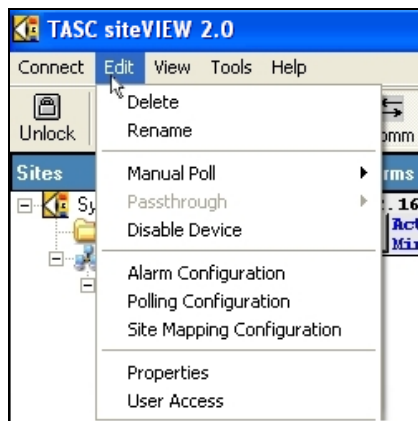 TASC siteVIEW 2.0
Connect Edit View Tools Help
Unlock
Delete
Rename
Sites
Manual Poll
Passthrough
Disable Device
Alarm Configuration
Polling Configuration
Site Mapping Configuration
Properties
User Access